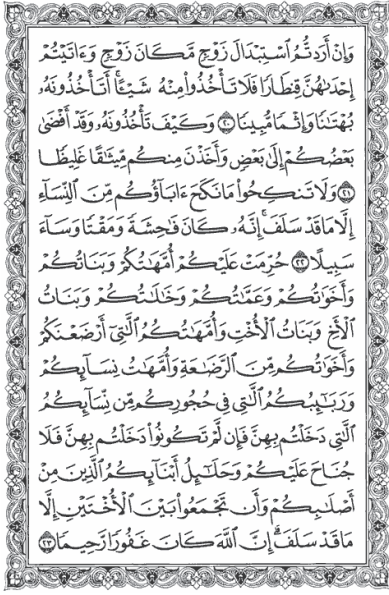 وَإِنْ أَرَدتُّمُ ٱسْتِبْدَالَ زَوْجٍ مَّكَانَ زَوْجٍ وَءَاتَيْتُمْ
إِحْدَىٰهُنَّ قِنطَارًا فَلَا تَأْخُذُوا۟ مِنْهُ شَيْـًٔا ۚ أَتَأْخُذُونَهُۥ
بُهْتَـٰنًا وَإِثْمًا مُّبِينًا ٢٠ وَكَيْفَ تَأْخُذُونَهُۥ وَقَدْ أَفْضَىٰ
بَعْضُكُمْ إِلَىٰ بَعْضٍ وَأَخَذْنَ مِنكُم مِّيثَـٰقًا غَلِيظًا
٢١ وَلَا تَنكِحُوا۟ مَا نَكَحَ ءَابَآؤُكُم مِّنَ ٱلنِّسَآءِ
إِلَّا مَا قَدْ سَلَفَ ۚ إِنَّهُۥ كَانَ فَـٰحِشَةً وَمَقْتًا وَسَآءَ
سَبِيلًا ٢٢ حُرِّمَتْ عَلَيْكُمْ أُمَّهَـٰتُكُمْ وَبَنَاتُكُمْ
وَأَخَوَٰتُكُمْ وَعَمَّـٰتُكُمْ وَخَـٰلَـٰتُكُمْ وَبَنَاتُ
ٱلْأَخِ وَبَنَاتُ ٱلْأُخْتِ وَأُمَّهَـٰتُكُمُ ٱلَّـٰتِىٓ أَرْضَعْنَكُمْ
وَأَخَوَٰتُكُم مِّنَ ٱلرَّضَـٰعَةِ وَأُمَّهَـٰتُ نِسَآئِكُمْ
وَرَبَـٰٓئِبُكُمُ ٱلَّـٰتِى فِى حُجُورِكُم مِّن نِّسَآئِكُمُ
ٱلَّـٰتِى دَخَلْتُم بِهِنَّ فَإِن لَّمْ تَكُونُوا۟ دَخَلْتُم بِهِنَّ فَلَا
جُنَاحَ عَلَيْكُمْ وَحَلَـٰٓئِلُ أَبْنَآئِكُمُ ٱلَّذِينَ مِنْ
أَصْلَـٰبِكُمْ وَأَن تَجْمَعُوا۟ بَيْنَ ٱلْأُخْتَيْنِ إِلَّا
مَا قَدْ سَلَفَ ۗ إِنَّ ٱللَّهَ كَانَ غَفُورًا رَّحِيمًا ٢٣